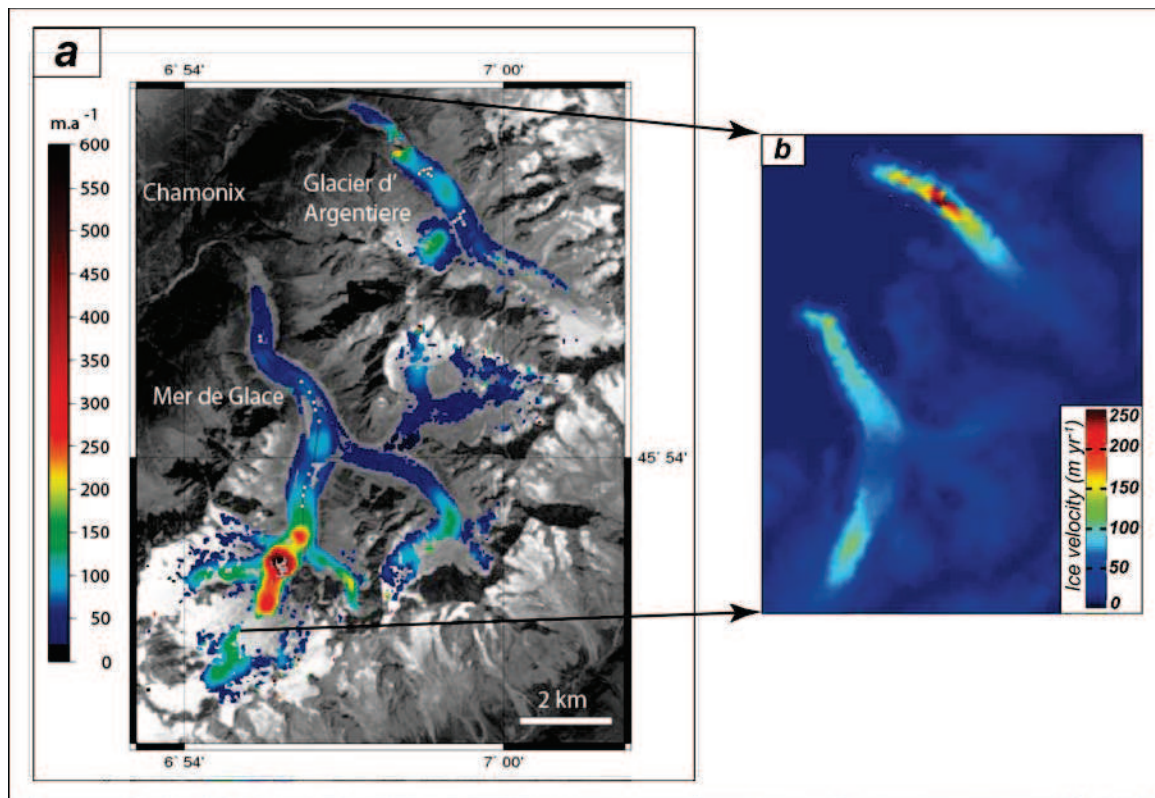 a
6˚ 54'
7˚ 00'
m.a -1
600
550
500
450
400
350
300
250
200
150
100
50
0
Chamonix
Glacier d'
Argentiere
Mer de Glace
45˚ 54'
2 km
6˚ 54'
7˚ 00'
b
Ice velocity (m yr-1)
250
200
150
100
50
0